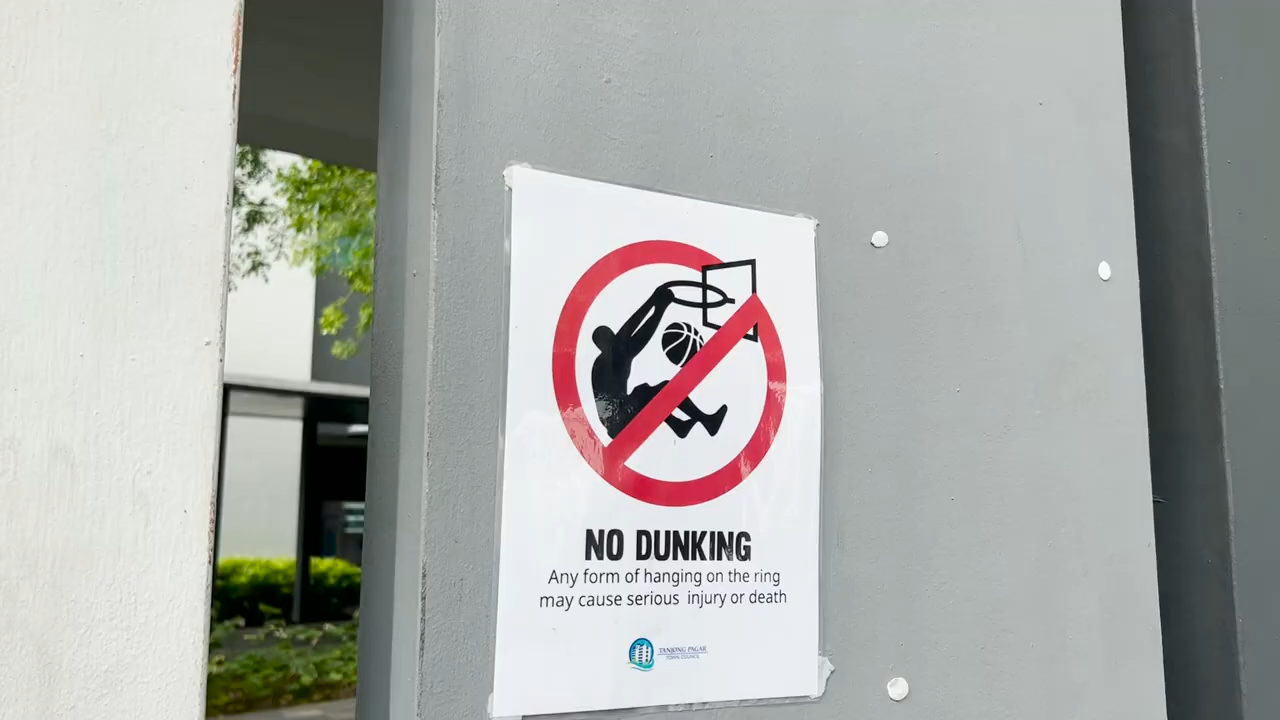 NO DUNKING
Any form of hanging on the ring
may cause serious injury or death
TANJONG PAGAR
TOWN COUNCIL